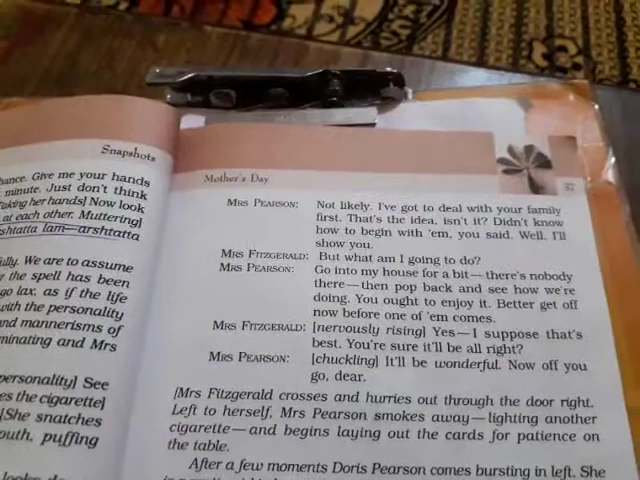 Snapshots
hance. Give me your hands
minute. Just don't think
Taking her hands] Now look
at each other. Muttering]
shtatta lam—arshtatta
fully. We are to assume
r the spell has been
go lax, as if the life
with the personality
and mannerisms of
minating and Mrs
personality] See
es the cigarette]
[She snatches
outh, puffing
Mother's Day
MRS PEARSON: Not likely. I've got to deal with your family
first. That's the idea, isn't it? Didn't know
how to begin with 'em, you said. Well. I'll
show you.
MRS FITZGERALD: But what am I going to do?
MRS PEARSON: Go into my house for a bit—there's nobody
there—then pop back and see how we're
doing. You ought to enjoy it. Better get off
now before one of 'em comes.
MRS FITZGERALD: [nervously rising] Yes—I suppose that's
best. You're sure it'll be all right?
MRS PEARSON: [chuckling] It'll be wonderful. Now off you
go, dear.
[Mrs Fitzgerald crosses and hurries out through the door right.
Left to herself, Mrs Pearson smokes away—lighting another
cigarette—and begins laying out the cards for patience on
the table.
After a few moments Doris Pearson comes bursting in left. She